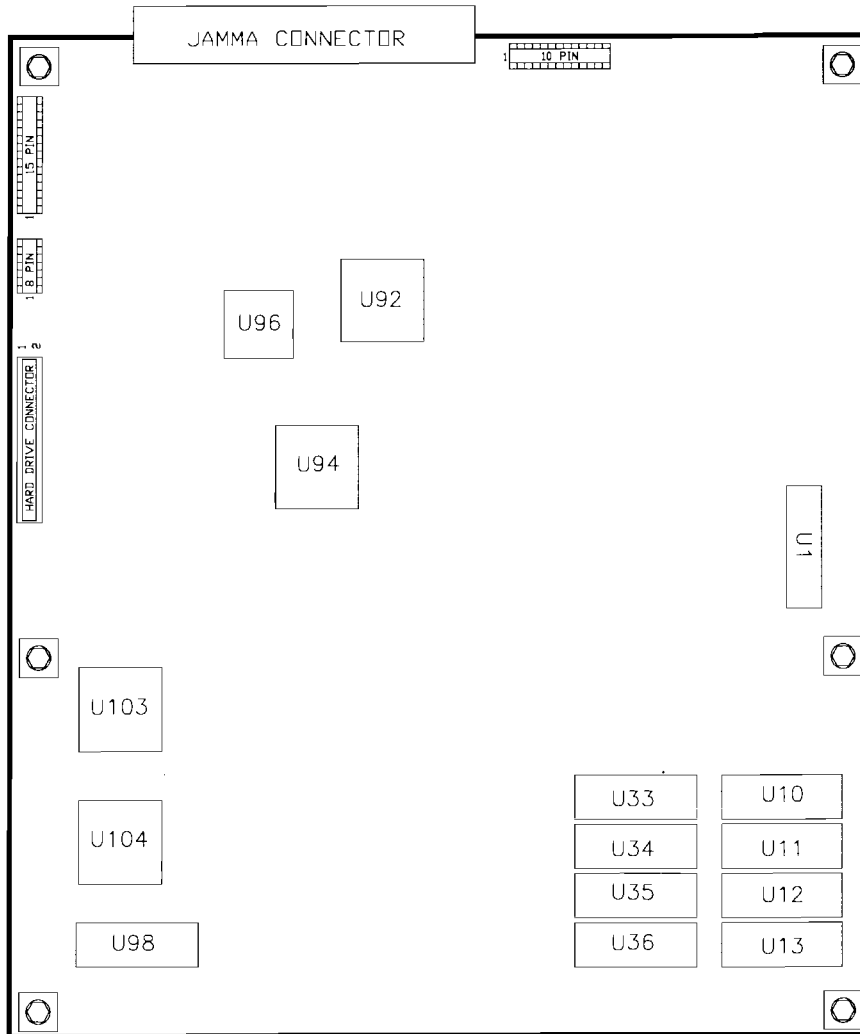 JAMMA CONNECTOR
1 10 PIN
15 PIN
1
8 PIN
1
U92
U96
1
2
HARD DRIVE CONNECTOR
U94
U1
U103
U33 U10
U104
U34 U11
U35 U12
U98
U36 U13